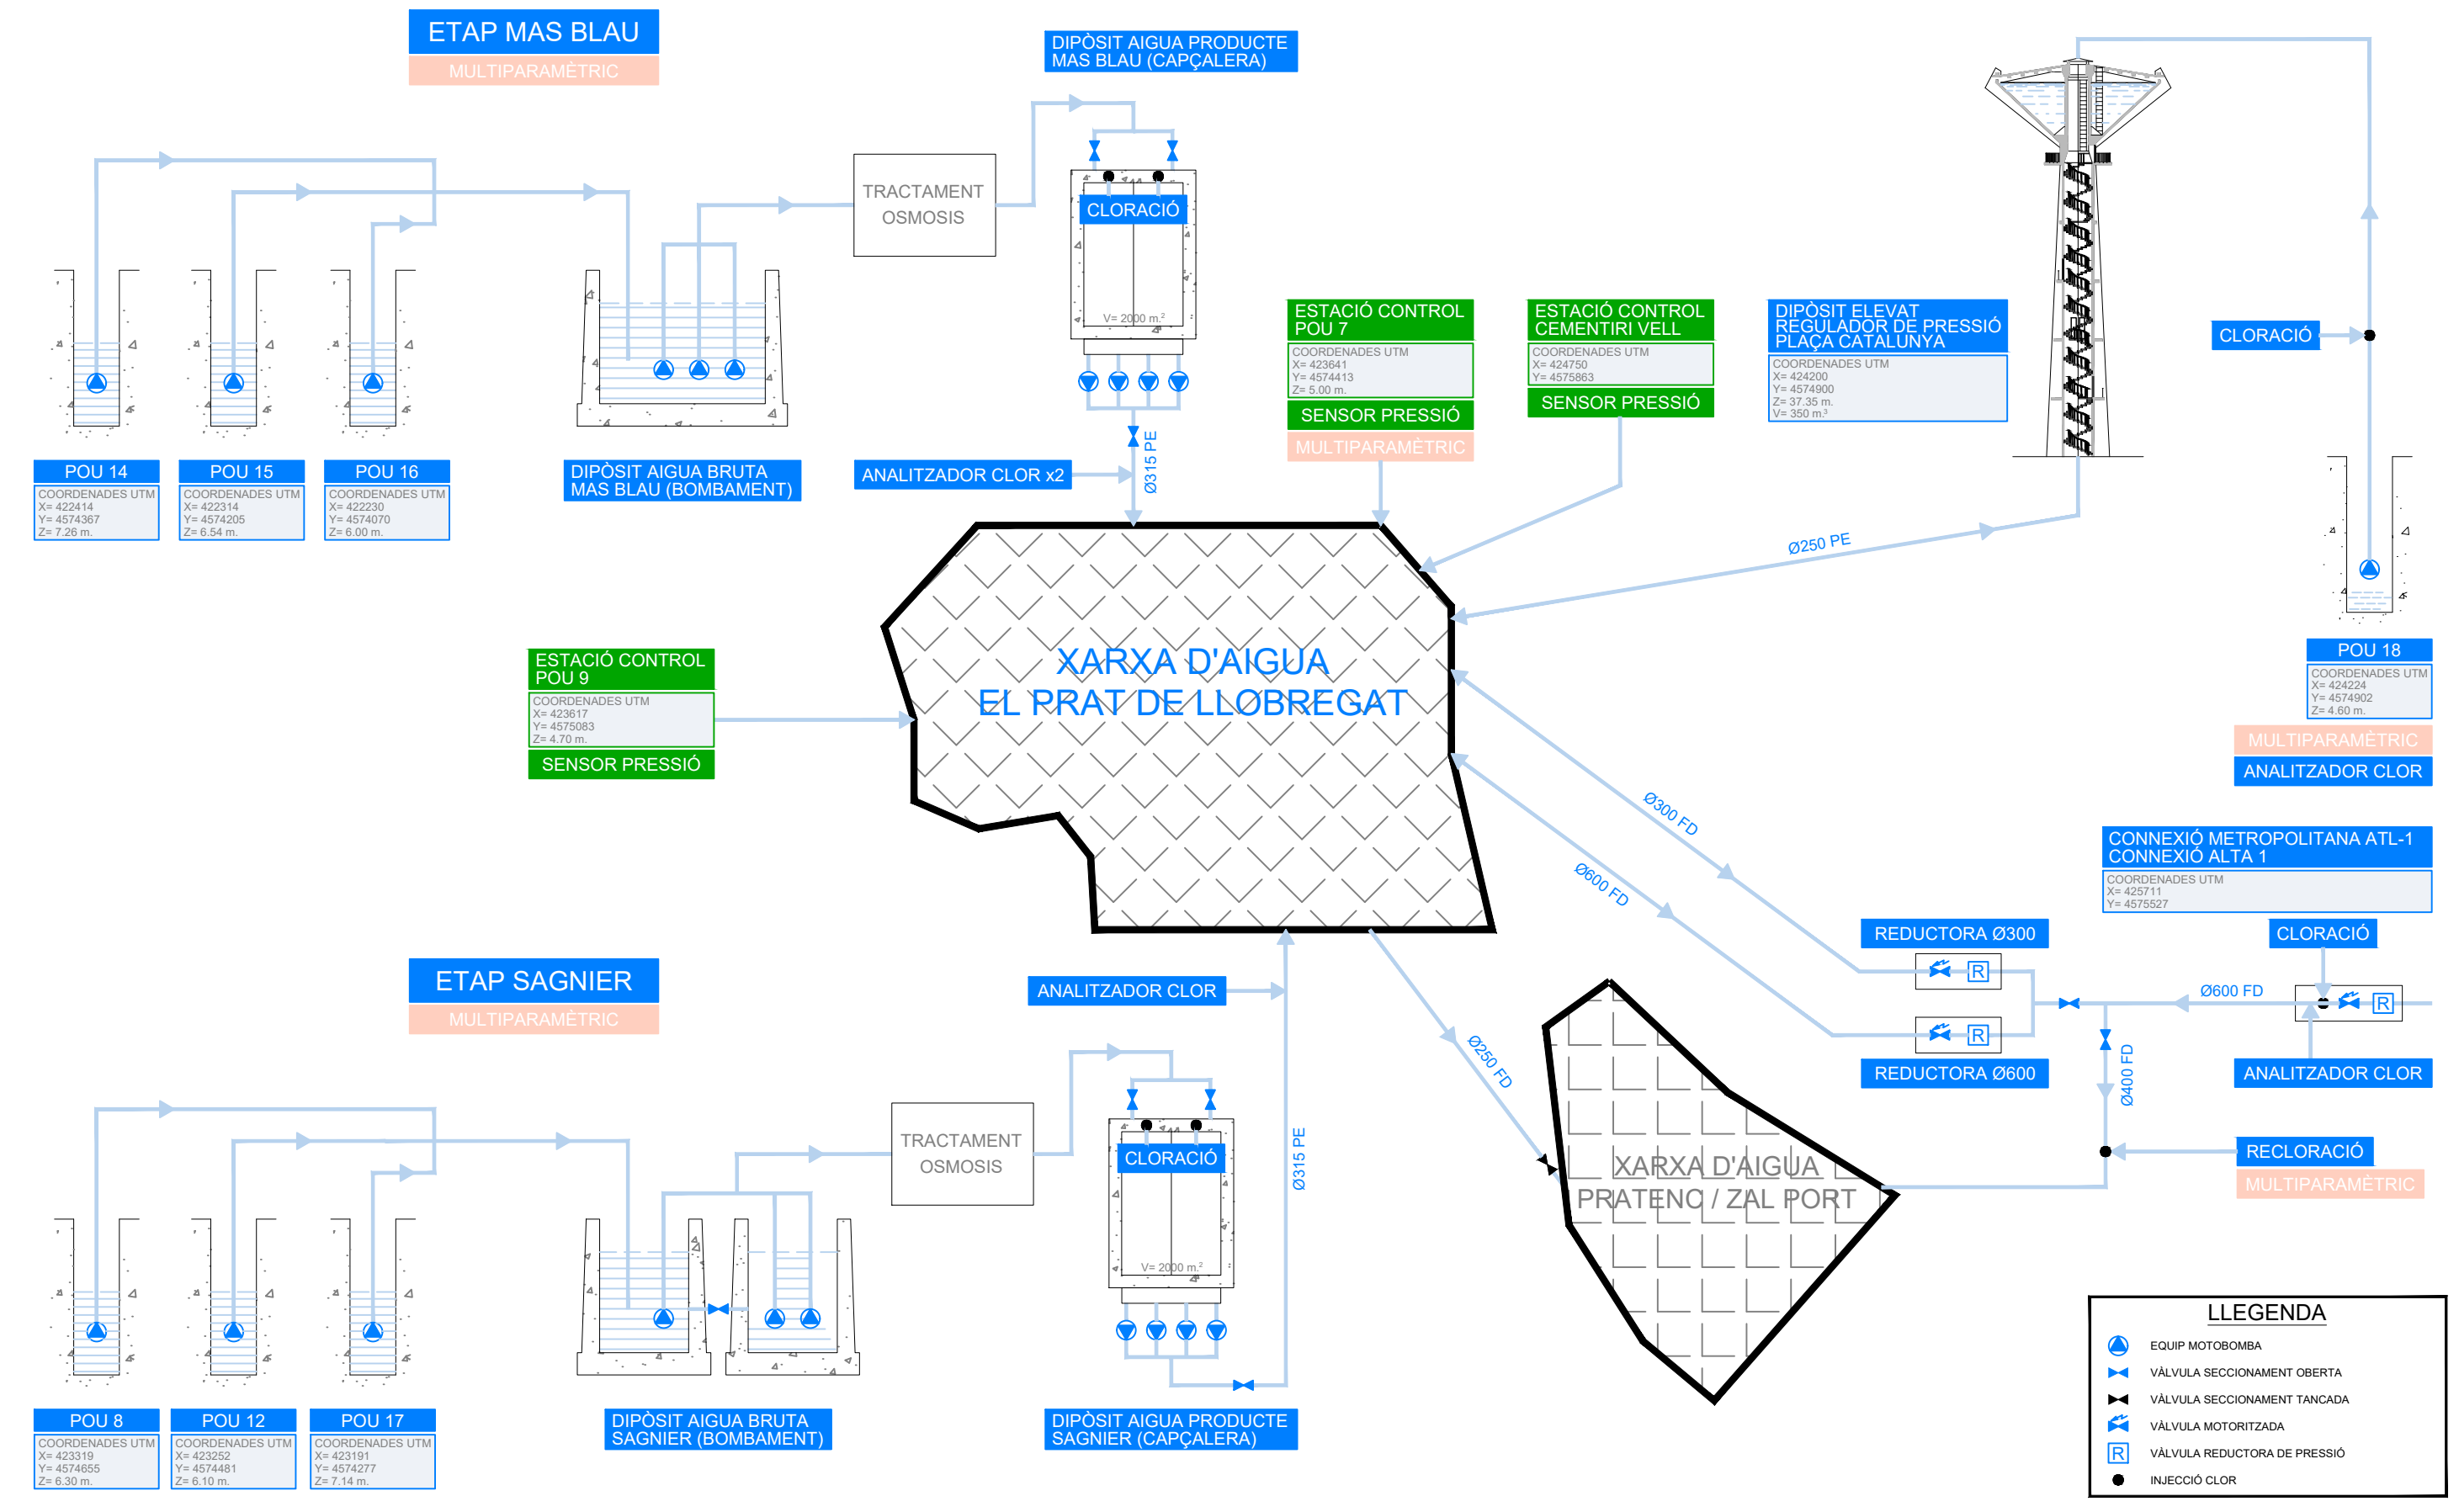 ETAP MAS BLAU
MULTIPARAMÈTRIC
DIPÒSIT AIGUA PRODUCTE
MAS BLAU (CAPÇALERA)
TRACTAMENT
OSMOSIS
CLORACIÓ
V= 2000 m.²
POU 14
COORDENADES UTM
X= 422414
Y= 4574367
Z= 7.26 m.
POU 15
COORDENADES UTM
X= 422314
Y= 4574205
Z= 6.54 m.
POU 16
COORDENADES UTM
X= 422230
Y= 4574070
Z= 6.00 m.
DIPÒSIT AIGUA BRUTA
MAS BLAU (BOMBAMENT)
ANALITZADOR CLOR x2
Ø315 PE
ESTACIÓ CONTROL
POU 7
COORDENADES UTM
X= 423641
Y= 4574413
Z= 5.00 m.
SENSOR PRESSIÓ
MULTIPARAMÈTRIC
ESTACIÓ CONTROL
CEMENTIRI VELL
COORDENADES UTM
X= 424750
Y= 4575863
SENSOR PRESSIÓ
DIPÒSIT ELEVAT
REGULADOR DE PRESSIÓ
PLAÇA CATALUNYA
COORDENADES UTM
X= 424200
Y= 4574900
Z= 37.35 m.
V= 350 m.³
CLORACIÓ
Ø250 PE
POU 18
COORDENADES UTM
X= 424224
Y= 4574902
Z= 4.60 m.
MULTIPARAMÈTRIC
ANALITZADOR CLOR
ESTACIÓ CONTROL
POU 9
COORDENADES UTM
X= 423617
Y= 4575083
Z= 4.70 m.
SENSOR PRESSIÓ
XARXA D'AIGUA
EL PRAT DE LLOBREGAT
Ø300 FD
Ø600 FD
CONNEXIÓ METROPOLITANA ATL-1
CONNEXIÓ ALTA 1
COORDENADES UTM
X= 425711
Y= 4575527
CLORACIÓ
REDUCTORA Ø300
R
R
REDUCTORA Ø600
Ø600 FD
R
ANALITZADOR CLOR
Ø400 FD
RECLORACIÓ
MULTIPARAMÈTRIC
ETAP SAGNIER
MULTIPARAMÈTRIC
ANALITZADOR CLOR
Ø250 FD
TRACTAMENT
OSMOSIS
CLORACIÓ
V= 2000 m.²
Ø315 PE
XARXA D'AIGUA
PRATENC / ZAL PORT
POU 8
COORDENADES UTM
X= 423319
Y= 4574655
Z= 6.30 m.
POU 12
COORDENADES UTM
X= 423252
Y= 4574481
Z= 6.10 m.
POU 17
COORDENADES UTM
X= 423191
Y= 4574277
Z= 7.14 m.
DIPÒSIT AIGUA BRUTA
SAGNIER (BOMBAMENT)
DIPÒSIT AIGUA PRODUCTE
SAGNIER (CAPÇALERA)
LLEGENDA
EQUIP MOTOBOMBA
VÀLVULA SECCIONAMENT OBERTA
VÀLVULA SECCIONAMENT TANCADA
VÀLVULA MOTORITZADA
R VÀLVULA REDUCTORA DE PRESSIÓ
INJECCIÓ CLOR